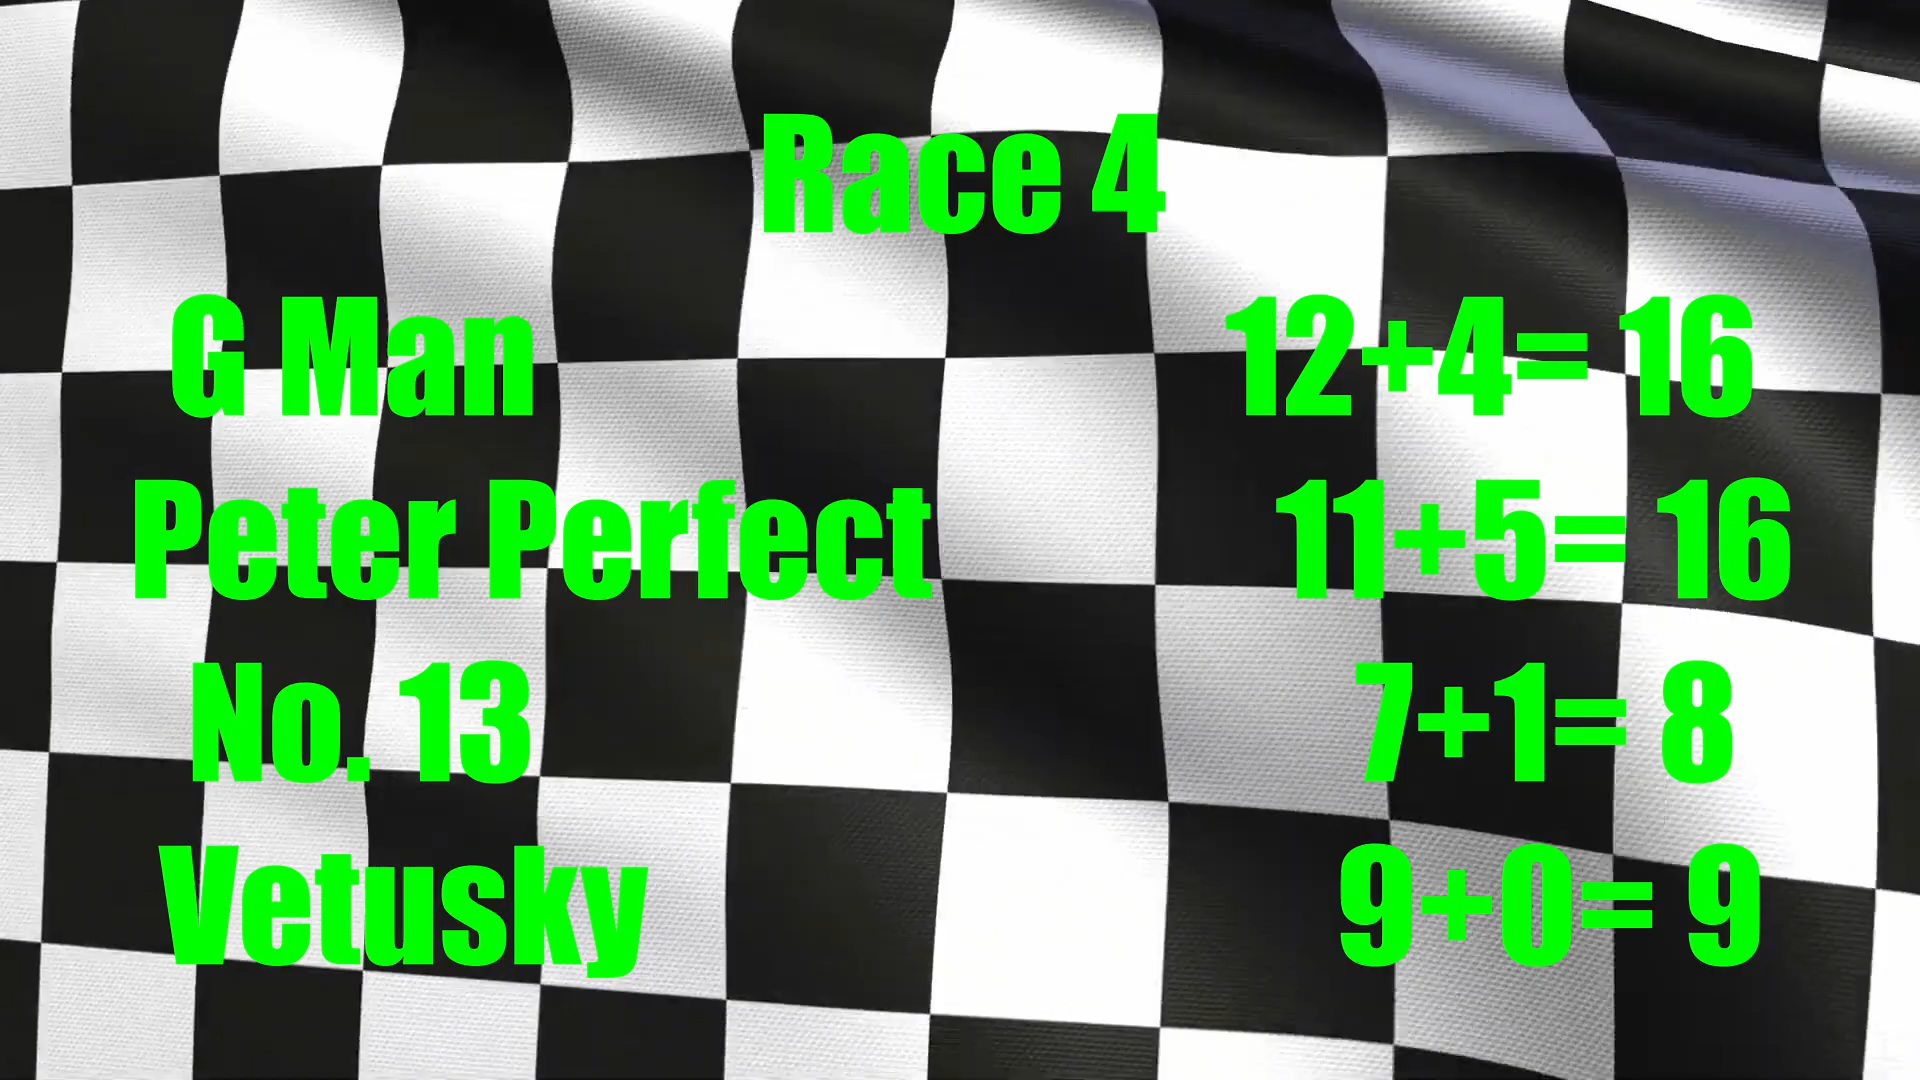 Race 4
G Man 12+4= 16
Peter Perfect 11+5= 16
No. 13 7+1= 8
Vetusky 9+0= 9